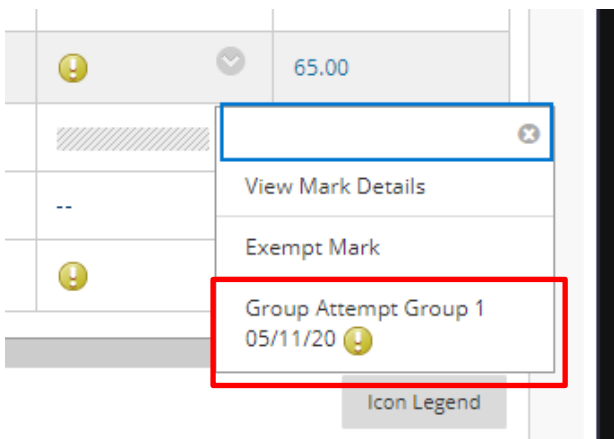 65.00
View Mark Details
--
Exempt Mark
Group Attempt Group 1
05/11/20
Icon Legend